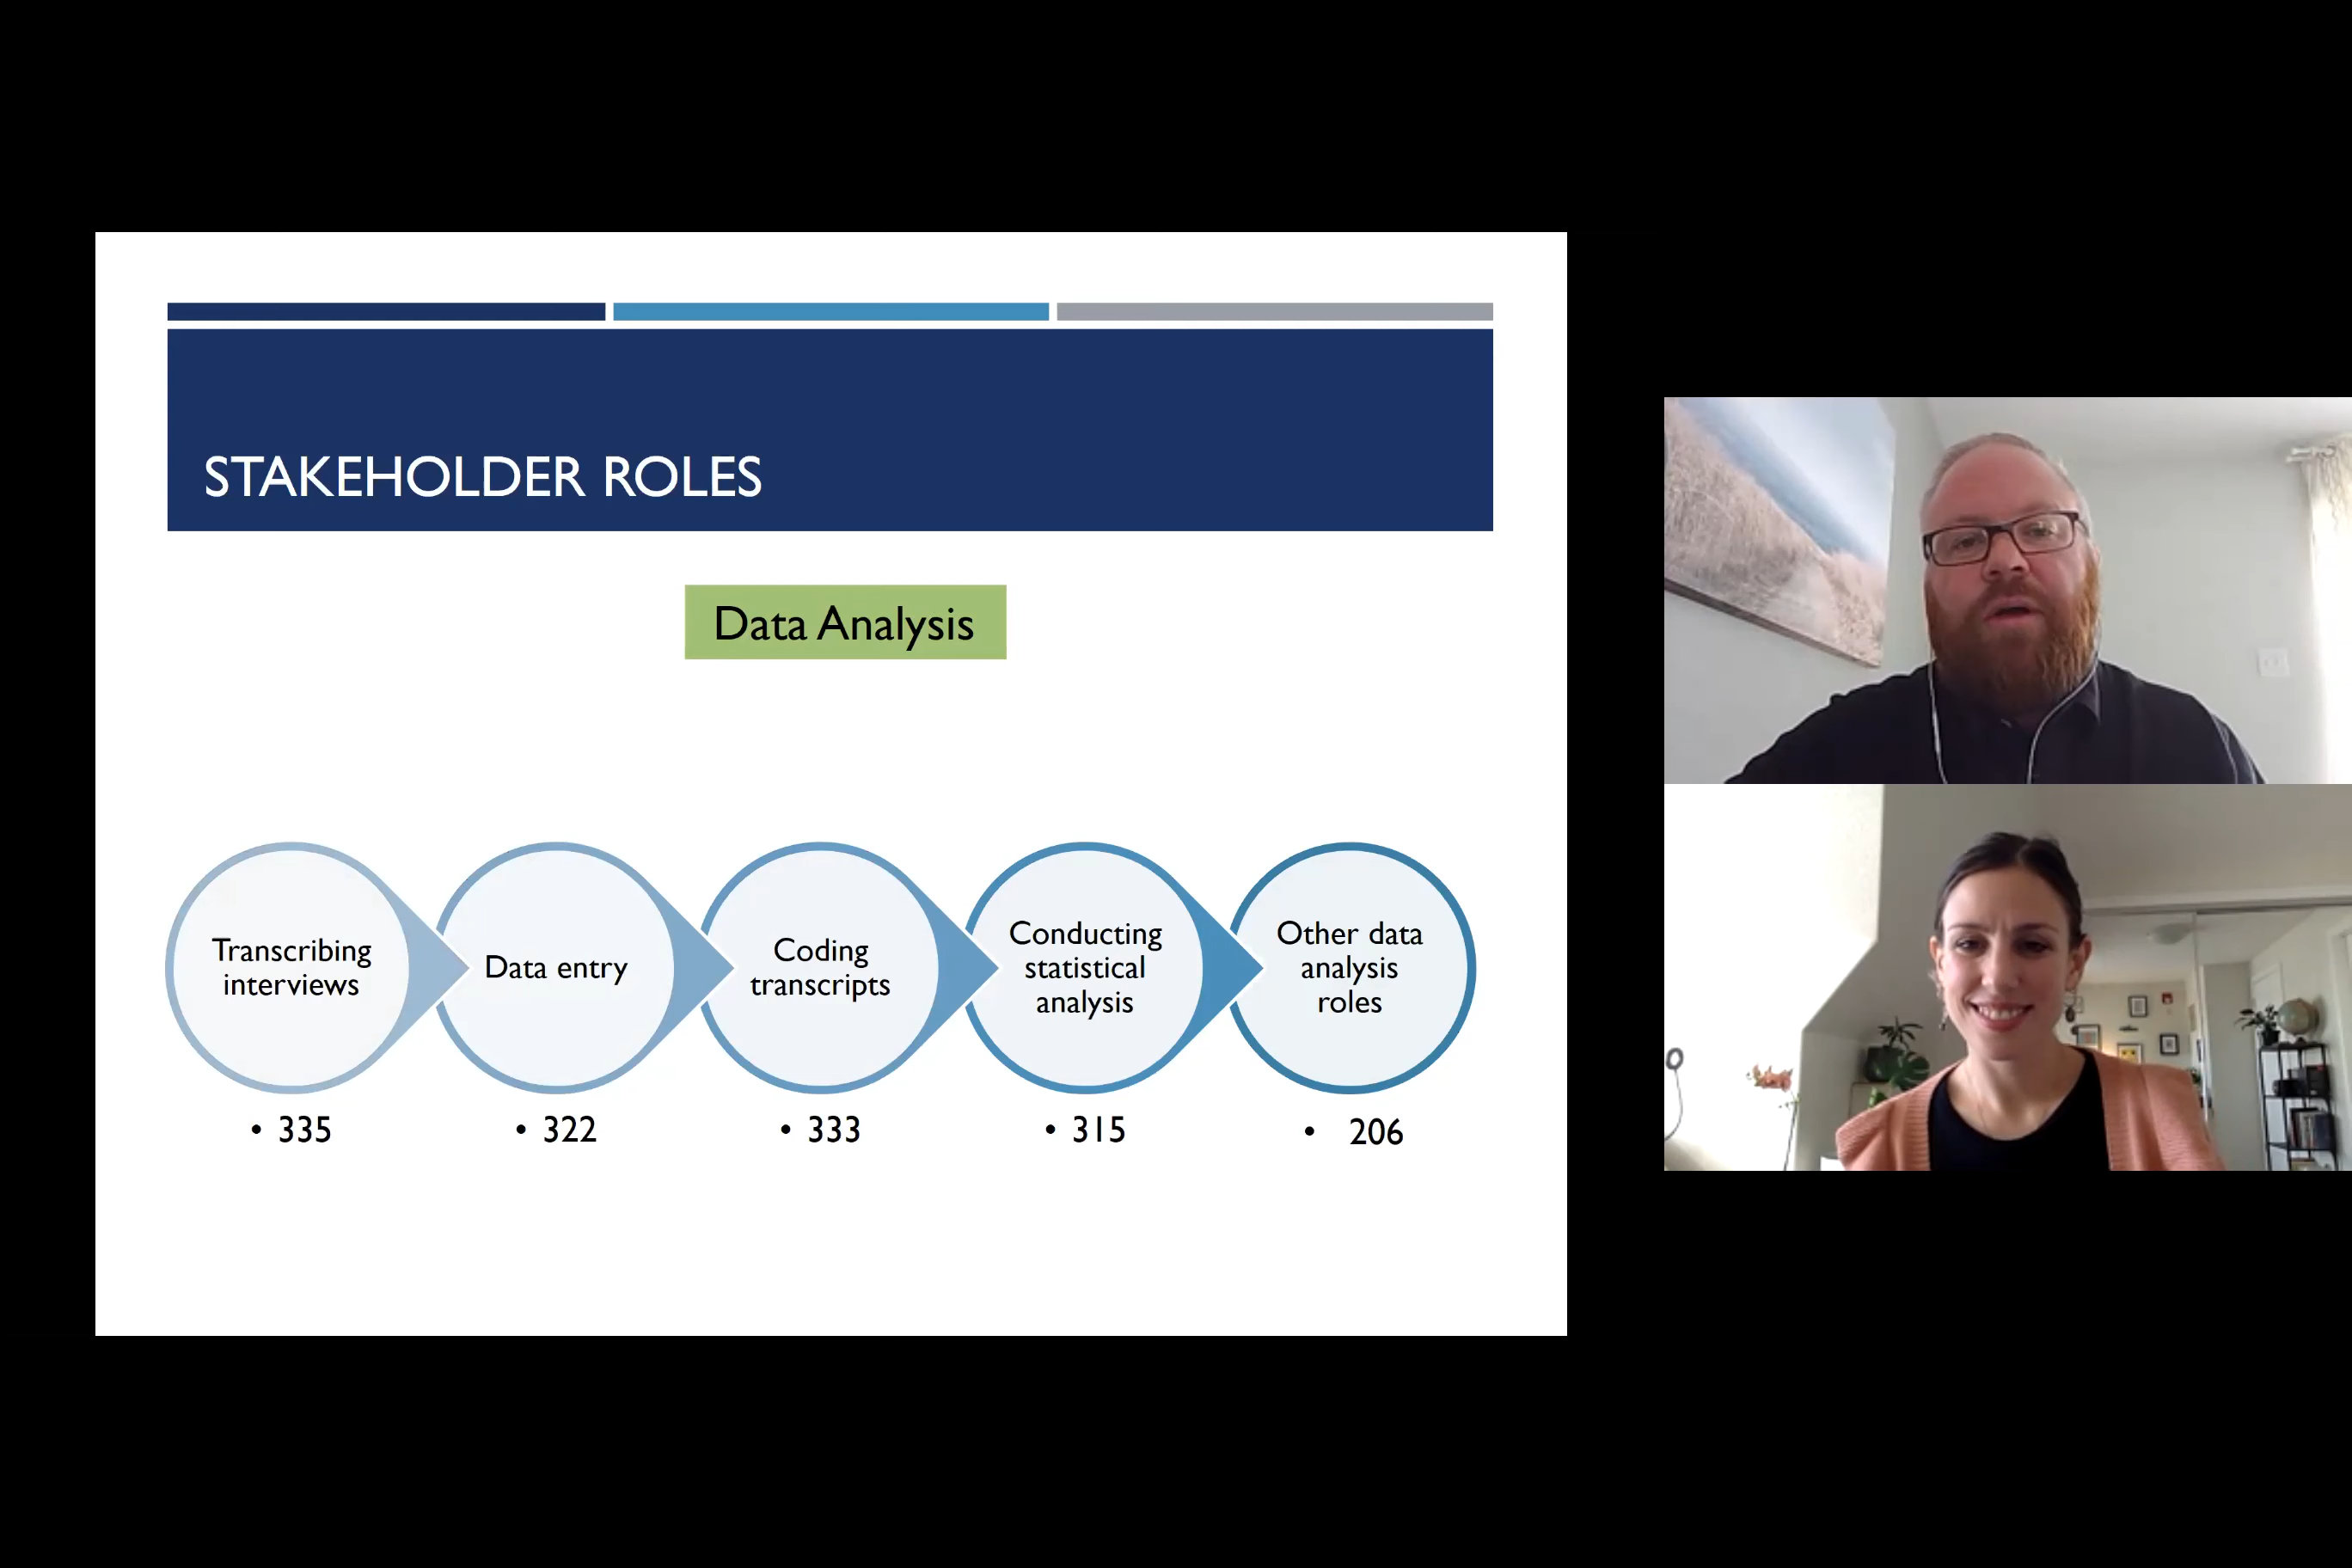 STAKEHOLDER ROLES
Data Analysis
Transcribing
interviews
• 335
Data entry
• 322
Coding
transcripts
• 333
Conducting
statistical
analysis
• 315
Other data
analysis
roles
• 206